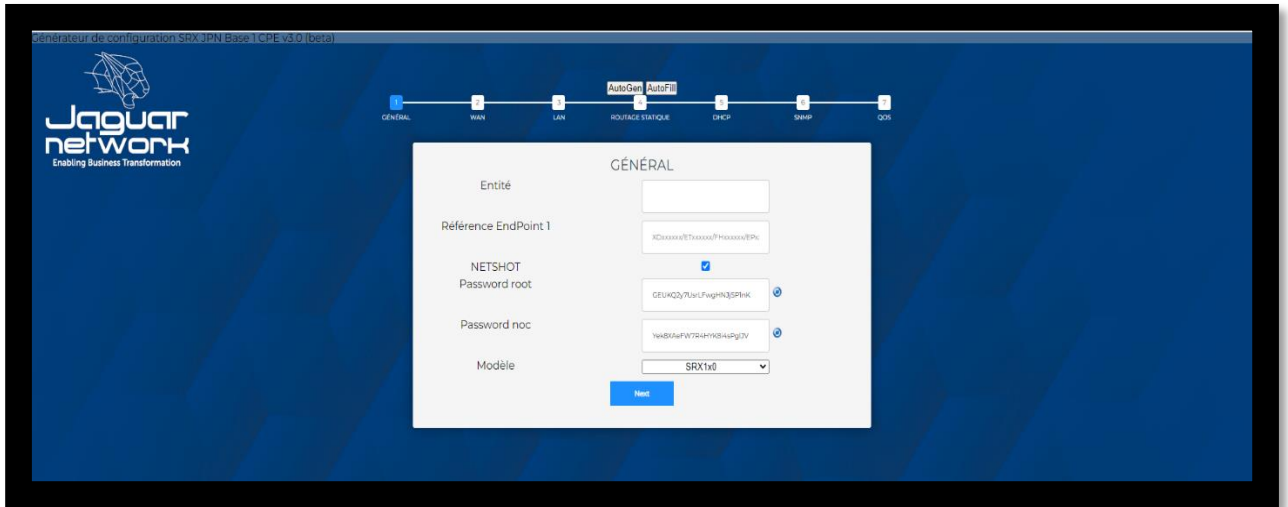 Générateur de configuration SRX JPN Base 1 CPE v3.0 (beta)
Jaguar
network
Enabling Business Transformation
AutoGen AutoFill
1 2 3 4 5 6 7
GÉNÉRAL WAN LAN ROUTAGE STATIQUE DHCP SNMP QOS
GÉNÉRAL
Entité
Référence EndPoint 1
NETSHOT
Password root
Password noc
Modèle SRX1x0
Next